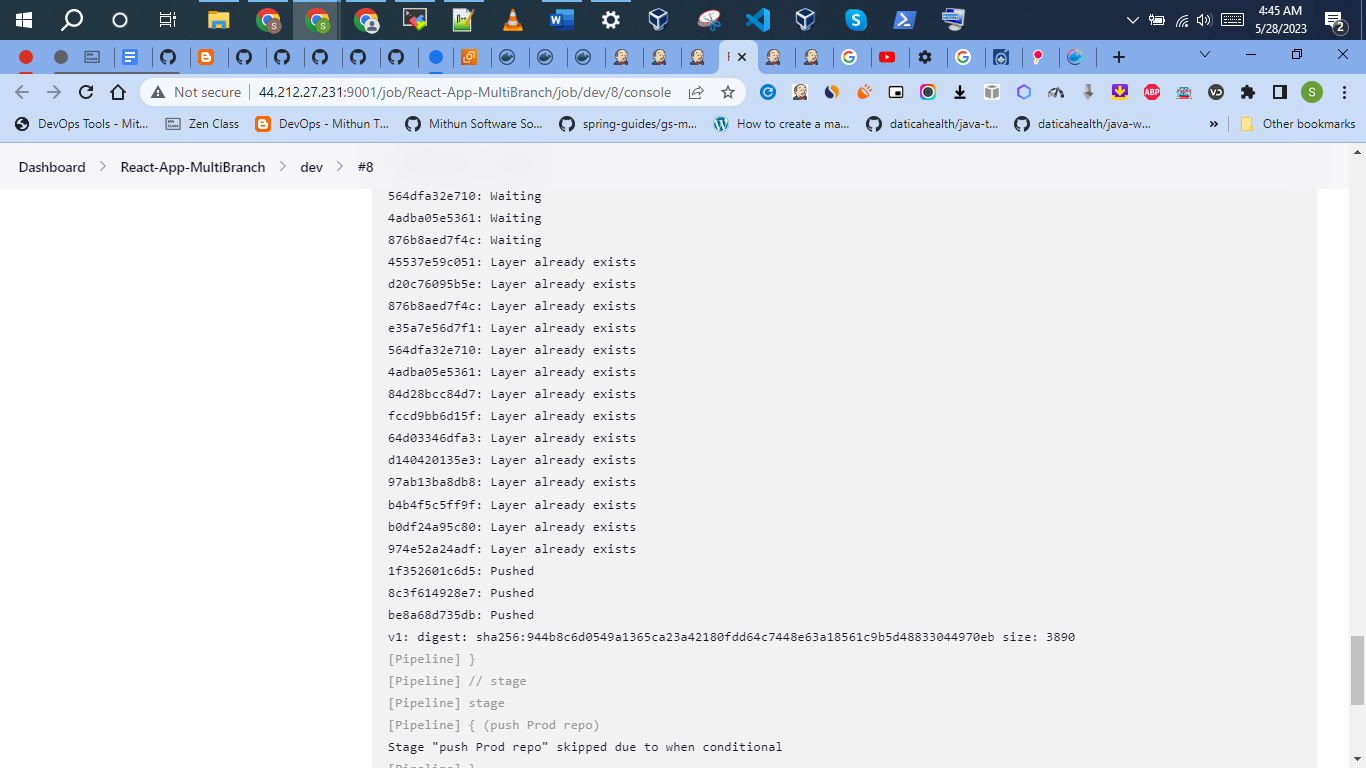 4:45 AM
5/28/2023
2
Not secure
44.212.27.231:9001/job/React-App-MultiBranch/job/dev/8/console
ABP
S
DevOps Tools - Mit...
Zen Class
DevOps - Mithun T...
Mithun Software So...
spring-guides/gs-m...
How to create a ma...
daticahealth/java-t...
daticahealth/java-w...
»
Other bookmarks
Dashboard
React-App-MultiBranch
dev
#8
564dfa32e710: Waiting
4adba05e5361: Waiting
876b8aed7f4c: Waiting
45537e59c051: Layer already exists
d20c76095b5e: Layer already exists
876b8aed7f4c: Layer already exists
e35a7e56d7f1: Layer already exists
564dfa32e710: Layer already exists
4adba05e5361: Layer already exists
84d28bcc84d7: Layer already exists
fccd9bb6d15f: Layer already exists
64d03346dfa3: Layer already exists
d140420135e3: Layer already exists
97ab13ba8db8: Layer already exists
b4b4f5c5ff9f: Layer already exists
b0df24a95c80: Layer already exists
974e52a24adf: Layer already exists
1f352601c6d5: Pushed
8c3f614928e7: Pushed
be8a68d735db: Pushed
v1: digest: sha256:944b8c6d0549a1365ca23a42180fdd64c7448e63a18561c9b5d48833044970eb size: 3890
[Pipeline] }
[Pipeline] // stage
[Pipeline] stage
[Pipeline] { (push Prod repo)
Stage "push Prod repo" skipped due to when conditional
[Pipeline] }